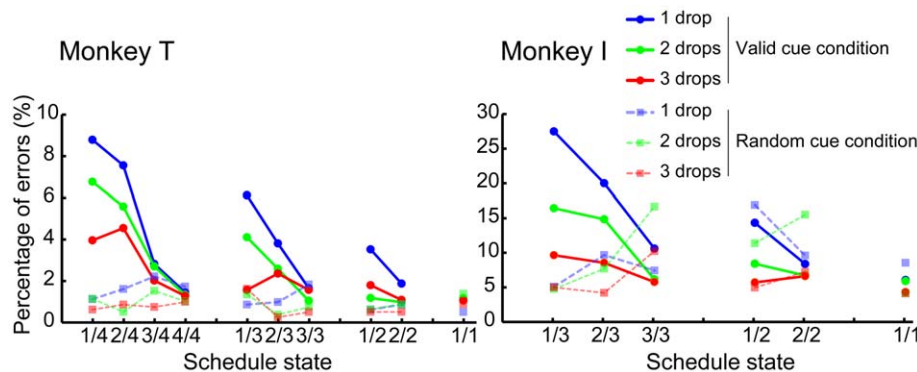 Monkey T
Monkey I
1 drop
2 drops
3 drops
Valid cue condition
1 drop
2 drops
3 drops
Random cue condition
Percentage of errors (%)
10
8
6
4
2
0
1/4 2/4 3/4 4/4 1/3 2/3 3/3 1/2 2/2 1/1
Schedule state
30
25
20
15
10
5
0
1/3 2/3 3/3 1/2 2/2 1/1
Schedule state